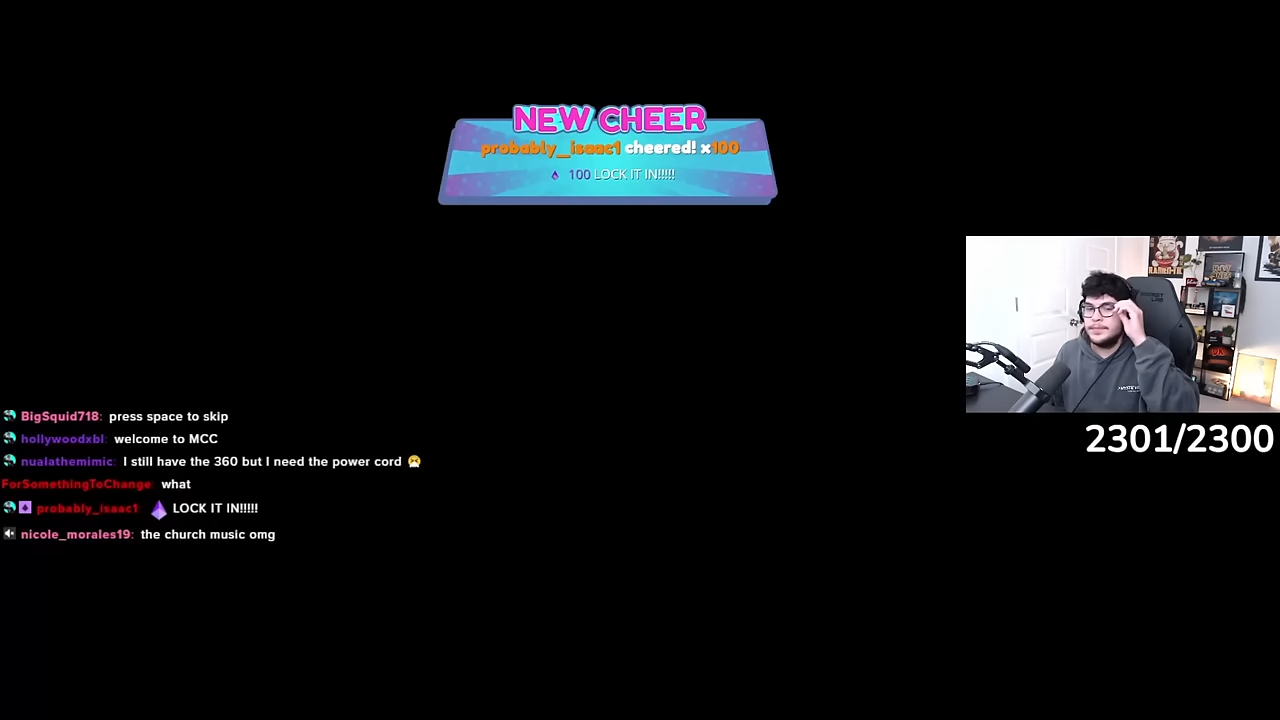 NEW CHEER
probably_isaac1 cheered! x100
100 LOCK IT IN!!!!!
BigSquid718: press space to skip
hollywoodxbl: welcome to MCC
nualathemimic: I still have the 360 but I need the power cord
ForSomethingToChange what
probably_isaac1 LOCK IT IN!!!!!
nicole_morales19: the church music omg
2301/2300